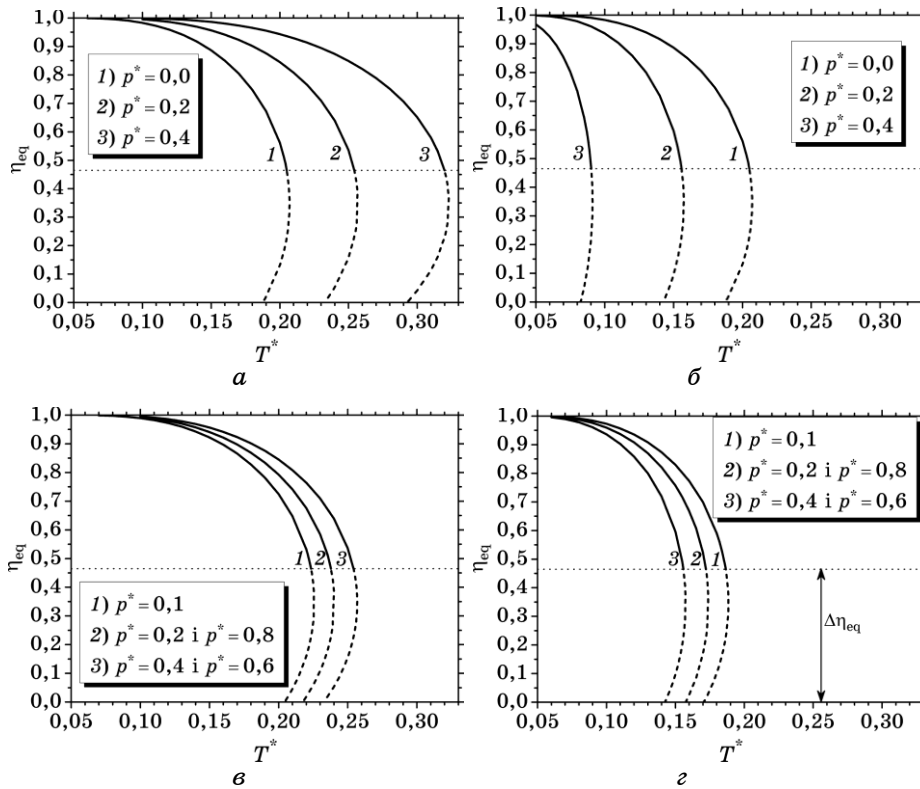 1,0
0,9
0,8
0,7
0,6
0,5
0,4
0,3
0,2
0,1
0,0
η_eq
1) p* = 0,0
2) p* = 0,2
3) p* = 0,4
1 2 3
0,05 0,10 0,15 0,20 0,25 0,30
T*
а
1,0
0,9
0,8
0,7
0,6
0,5
0,4
0,3
0,2
0,1
0,0
η_eq
1) p* = 0,0
2) p* = 0,2
3) p* = 0,4
3 2 1
0,05 0,10 0,15 0,20 0,25 0,30
T*
б
1,0
0,9
0,8
0,7
0,6
0,5
0,4
0,3
0,2
0,1
0,0
η_eq
1 2 3
1) p* = 0,1
2) p* = 0,2 і p* = 0,8
3) p* = 0,4 і p* = 0,6
0,05 0,10 0,15 0,20 0,25 0,30
T*
в
1,0
0,9
0,8
0,7
0,6
0,5
0,4
0,3
0,2
0,1
0,0
η_eq
1) p* = 0,1
2) p* = 0,2 і p* = 0,8
3) p* = 0,4 і p* = 0,6
3 2 1
Δη_eq
0,05 0,10 0,15 0,20 0,25 0,30
T*
г